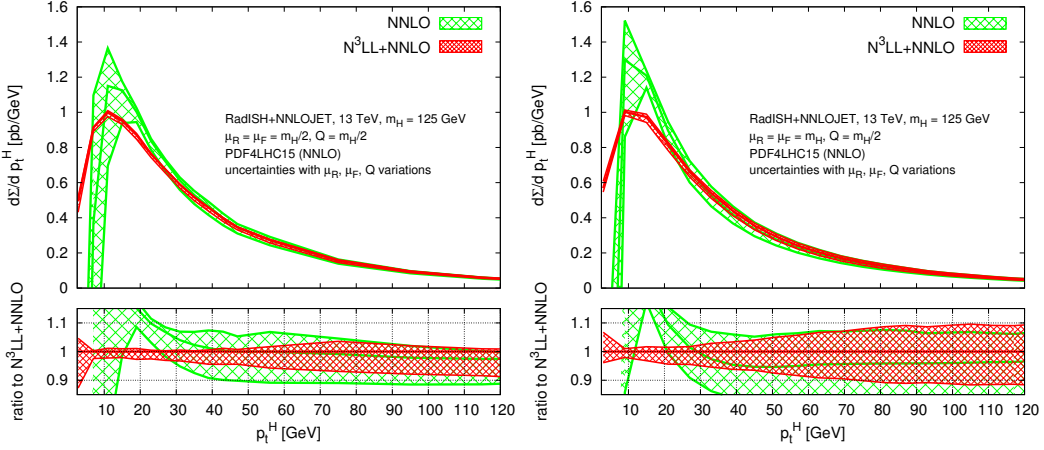 1.6
1.4
1.2
1
0.8
0.6
0.4
0.2
0
dΣ/d p_t^H [pb/GeV]
NNLO
N³LL+NNLO
RadISH+NNLOJET, 13 TeV, m_H = 125 GeV
μ_R = μ_F = m_H/2, Q = m_H/2
PDF4LHC15 (NNLO)
uncertainties with μ_R, μ_F, Q variations
ratio to N³LL+NNLO
1.1
1
0.9
10 20 30 40 50 60 70 80 90 100 110 120
p_t^H [GeV]
1.6
1.4
1.2
1
0.8
0.6
0.4
0.2
0
dΣ/d p_t^H [pb/GeV]
NNLO
N³LL+NNLO
RadISH+NNLOJET, 13 TeV, m_H = 125 GeV
μ_R = μ_F = m_H, Q = m_H/2
PDF4LHC15 (NNLO)
uncertainties with μ_R, μ_F, Q variations
ratio to N³LL+NNLO
1.1
1
0.9
10 20 30 40 50 60 70 80 90 100 110 120
p_t^H [GeV]